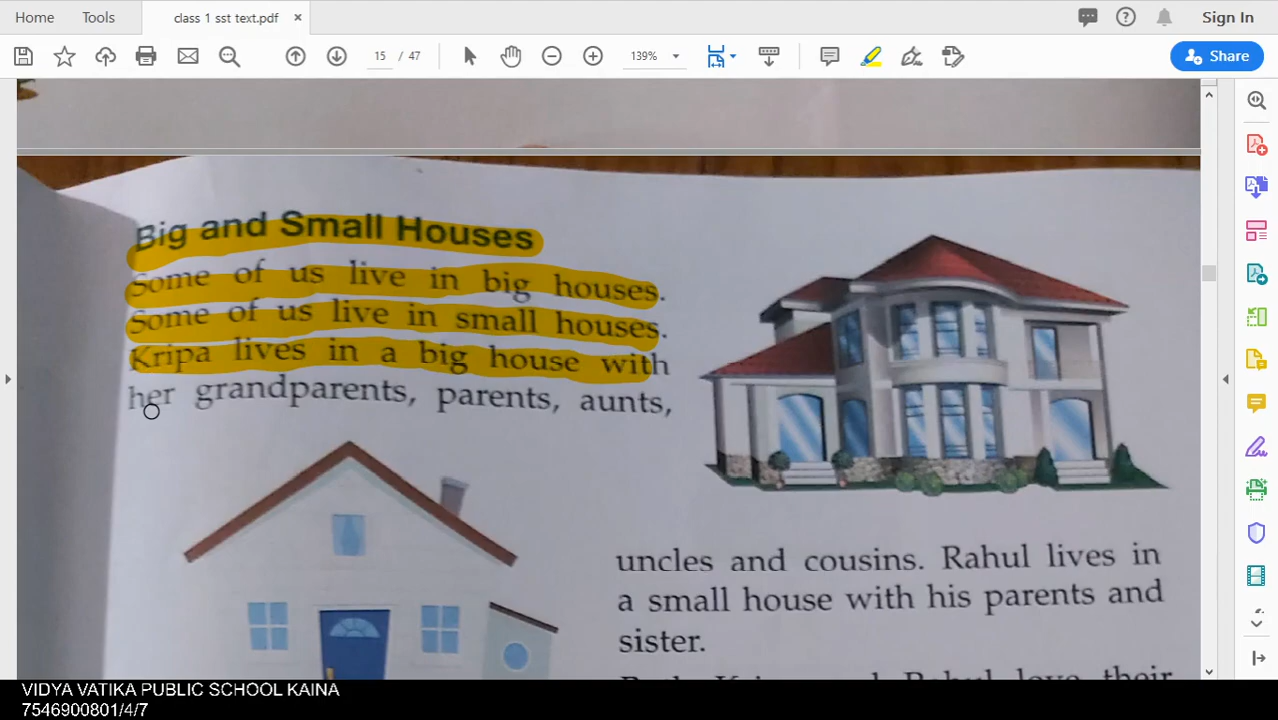 Home
Tools
class 1 sst text.pdf
Sign In
15 / 47
139%
Share
Big and Small Houses
Some of us live in big houses.
Some of us live in small houses.
Kripa lives in a big house with
her grandparents, parents, aunts,
uncles and cousins. Rahul lives in
a small house with his parents and
sister.
love their
VIDYA VATIKA PUBLIC SCHOOL KAINA
7546900801/4/7